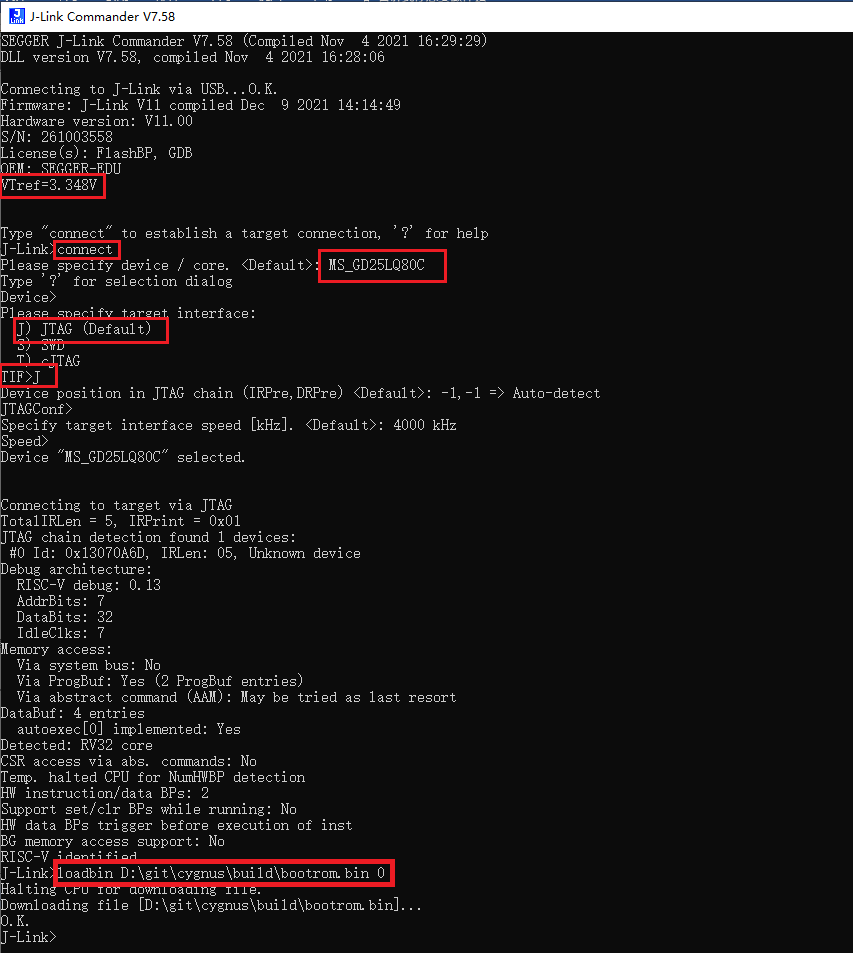 J-Link Commander V7.58
SEGGER J-Link Commander V7.58 (Compiled Nov  4 2021 16:29:29)
DLL version V7.58, compiled Nov  4 2021 16:28:06
Connecting to J-Link via USB...O.K.
Firmware: J-Link V11 compiled Dec  9 2021 14:14:49
Hardware version: V11.00
S/N: 261003558
License(s): FlashBP, GDB
OEM: SEGGER-EDU
VTref=3.348V
Type "connect" to establish a target connection, '?' for help
J-Link>connect
Please specify device / core. <Default>: MS_GD25LQ80C
Type '?' for selection dialog
Device>
Please specify target interface:
  J) JTAG (Default)
  S) SWD
  T) cJTAG
TIF>J
Device position in JTAG chain (IRPre,DRPre) <Default>: -1,-1 => Auto-detect
JTAGConf>
Specify target interface speed [kHz]. <Default>: 4000 kHz
Speed>
Device "MS_GD25LQ80C" selected.
Connecting to target via JTAG
TotalIRLen = 5, IRPrint = 0x01
JTAG chain detection found 1 devices:
 #0 Id: 0x13070A6D, IRLen: 05, Unknown device
Debug architecture:
  RISC-V debug: 0.13
  AddrBits: 7
  DataBits: 32
  IdleClks: 7
Memory access:
  Via system bus: No
  Via ProgBuf: Yes (2 ProgBuf entries)
  Via abstract command (AAM): May be tried as last resort
DataBuf: 4 entries
  autoexec[0] implemented: Yes
Detected: RV32 core
CSR access via abs. commands: No
Temp. halted CPU for NumHWBP detection
HW instruction/data BPs: 2
Support set/clr BPs while running: No
HW data BPs trigger before execution of inst
BG memory access support: No
RISC-V identified
J-Link>loadbin D:\git\cygnus\build\bootrom.bin 0
Halting CPU for downloading file.
Downloading file [D:\git\cygnus\build\bootrom.bin]...
O.K.
J-Link>